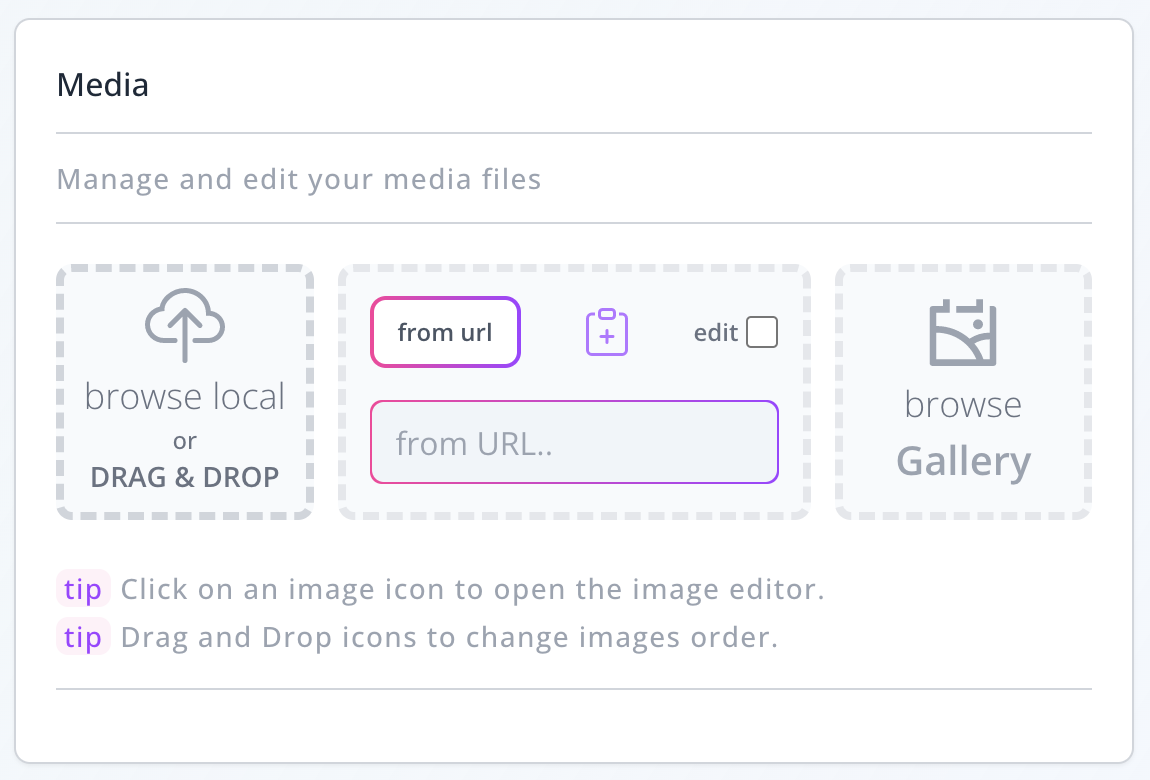 Media
Manage and edit your media files
browse local
or
DRAG & DROP
from url
edit
from URL..
browse
Gallery
tip Click on an image icon to open the image editor.
tip Drag and Drop icons to change images order.